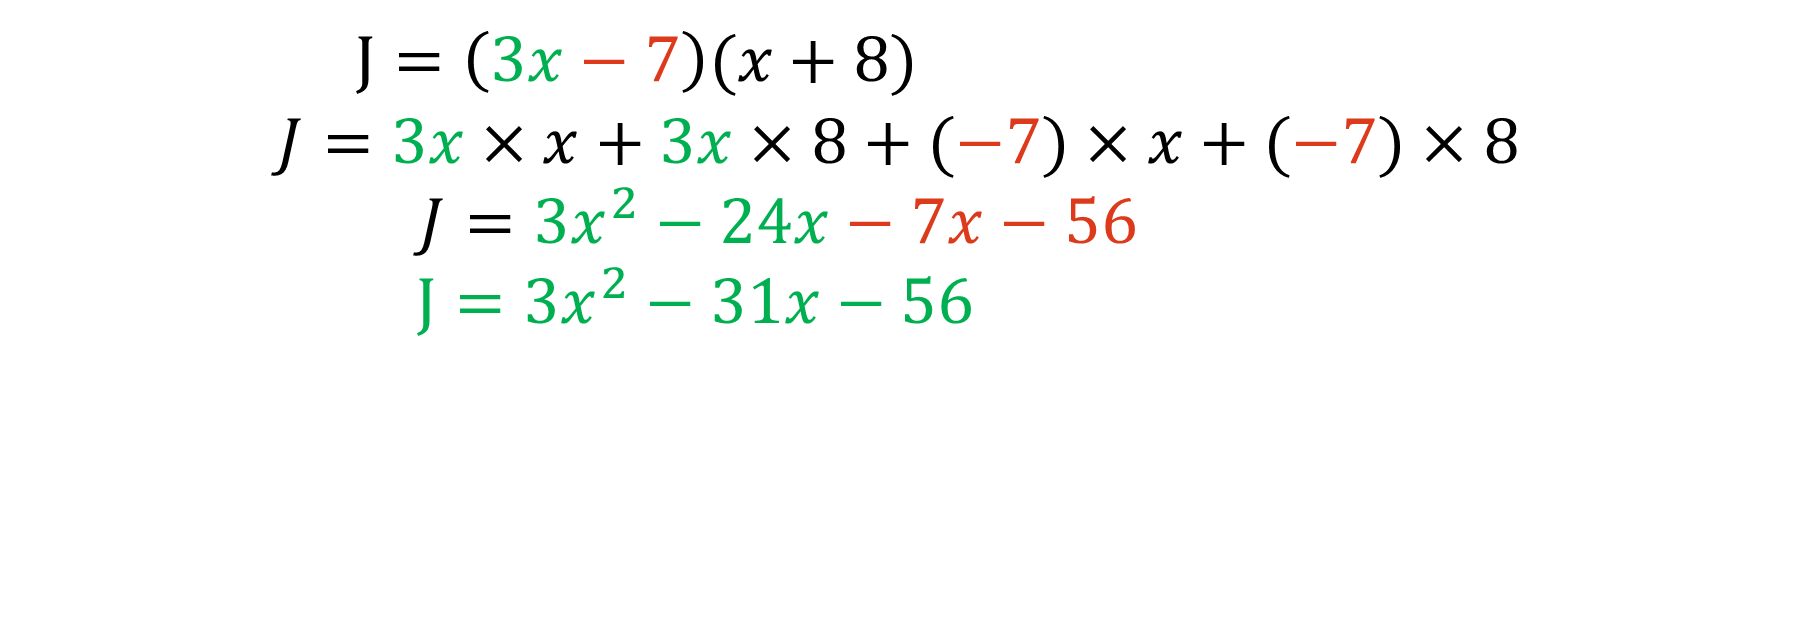 J = (3x − 7)(x + 8)
J = 3x × x + 3x × 8 + (−7) × x + (−7) × 8
J = 3x² − 24x − 7x − 56
J = 3x² − 31x − 56